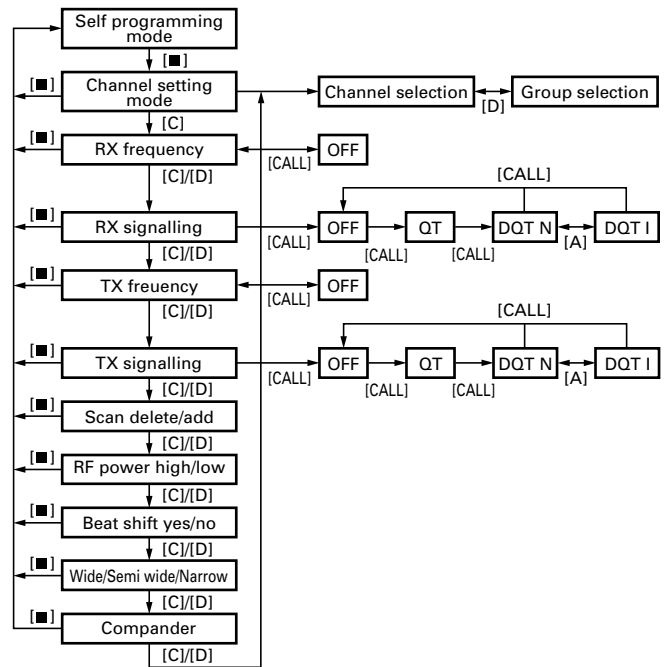 Self programming
mode
[■]
[■] Channel setting
mode
Channel selection
[D]
Group selection
[C]
[■] RX frequency
[CALL]
OFF
[C]/[D]
[CALL]
[■] RX signalling
[CALL]
OFF
[CALL]
QT
[CALL]
DQT N
[A]
DQT I
[C]/[D]
[■] TX freuency
[CALL]
OFF
[C]/[D]
[CALL]
[■] TX signalling
[CALL]
OFF
[CALL]
QT
[CALL]
DQT N
[A]
DQT I
[C]/[D]
[■] Scan delete/add
[C]/[D]
[■] RF power high/low
[C]/[D]
[■] Beat shift yes/no
[C]/[D]
[■] Wide/Semi wide/Narrow
[C]/[D]
[■] Compander
[C]/[D]